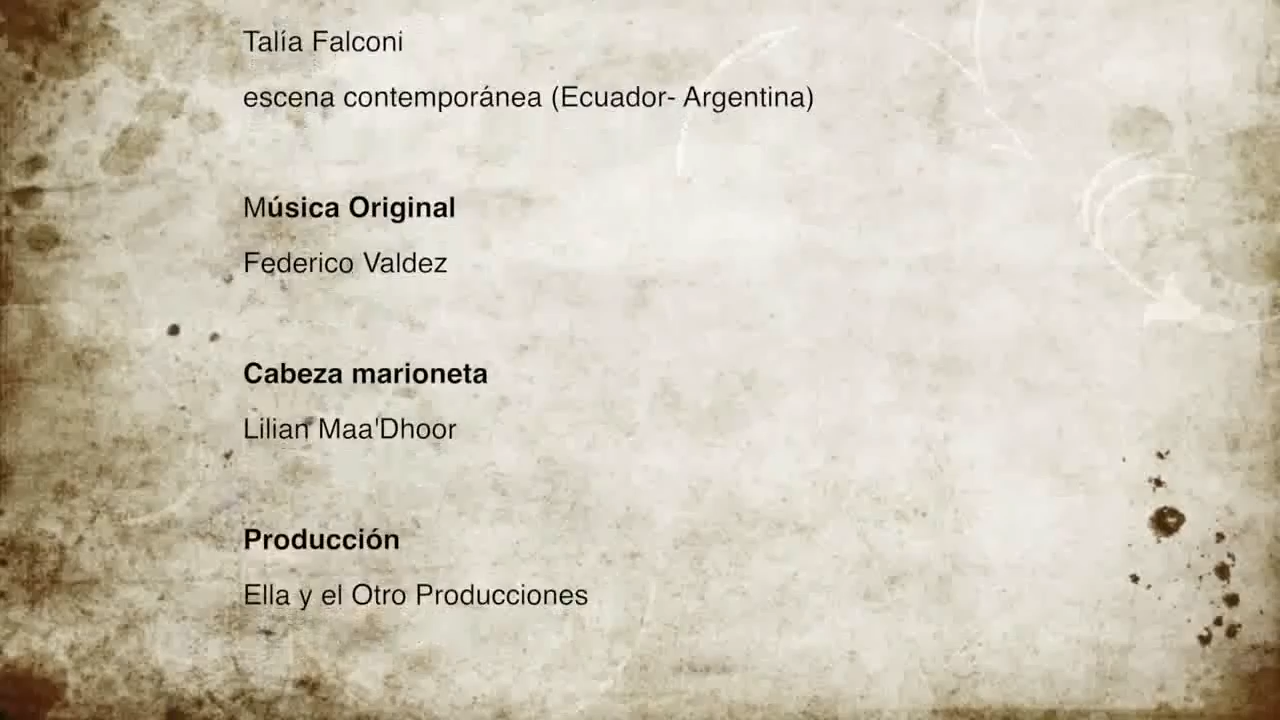 Talía Falconi
escena contemporánea (Ecuador- Argentina)
Música Original
Federico Valdez
Cabeza marioneta
Lilian Maa'Dhoor
Producción
Ella y el Otro Producciones